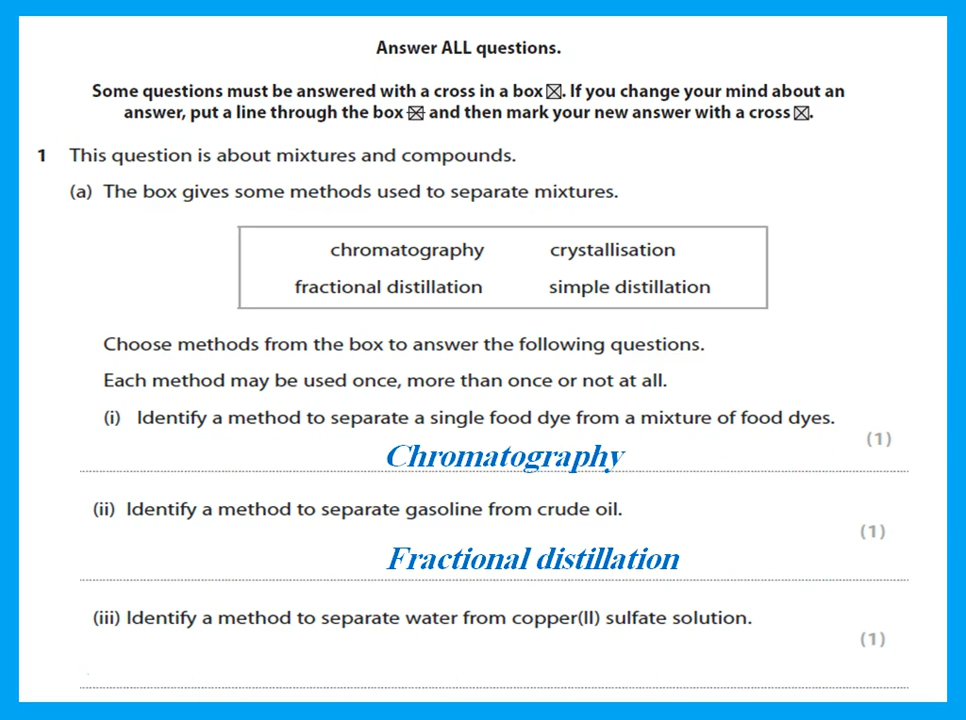 Answer ALL questions.
Some questions must be answered with a cross in a box ☒. If you change your mind about an
answer, put a line through the box ☒ and then mark your new answer with a cross ☒.
1 This question is about mixtures and compounds.
(a) The box gives some methods used to separate mixtures.
chromatography crystallisation
fractional distillation simple distillation
Choose methods from the box to answer the following questions.
Each method may be used once, more than once or not at all.
(i) Identify a method to separate a single food dye from a mixture of food dyes.
(1)
Chromatography
(ii) Identify a method to separate gasoline from crude oil.
(1)
Fractional distillation
(iii) Identify a method to separate water from copper(II) sulfate solution.
(1)